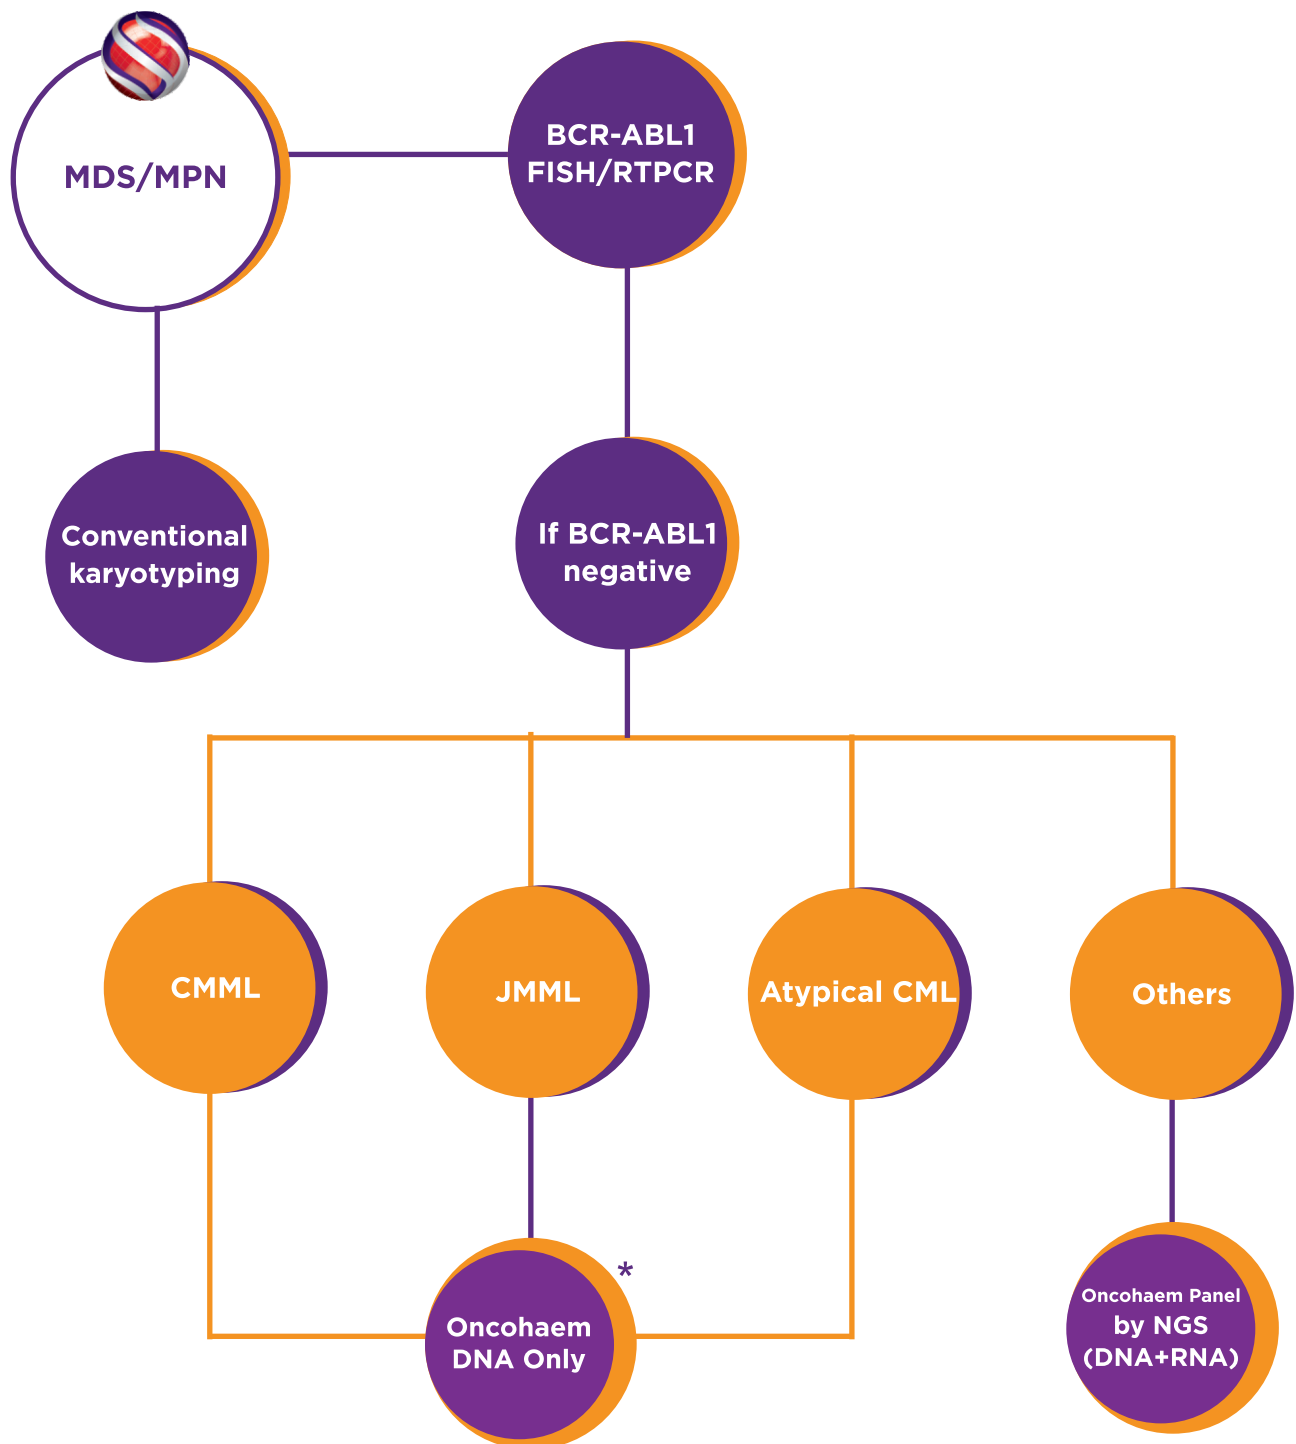 MDS/MPN
BCR-ABL1
FISH/RTPCR
Conventional
karyotyping
If BCR-ABL1
negative
CMML
JMML
Atypical CML
Others
*
Oncohaem
DNA Only
Oncohaem Panel
by NGS
(DNA+RNA)